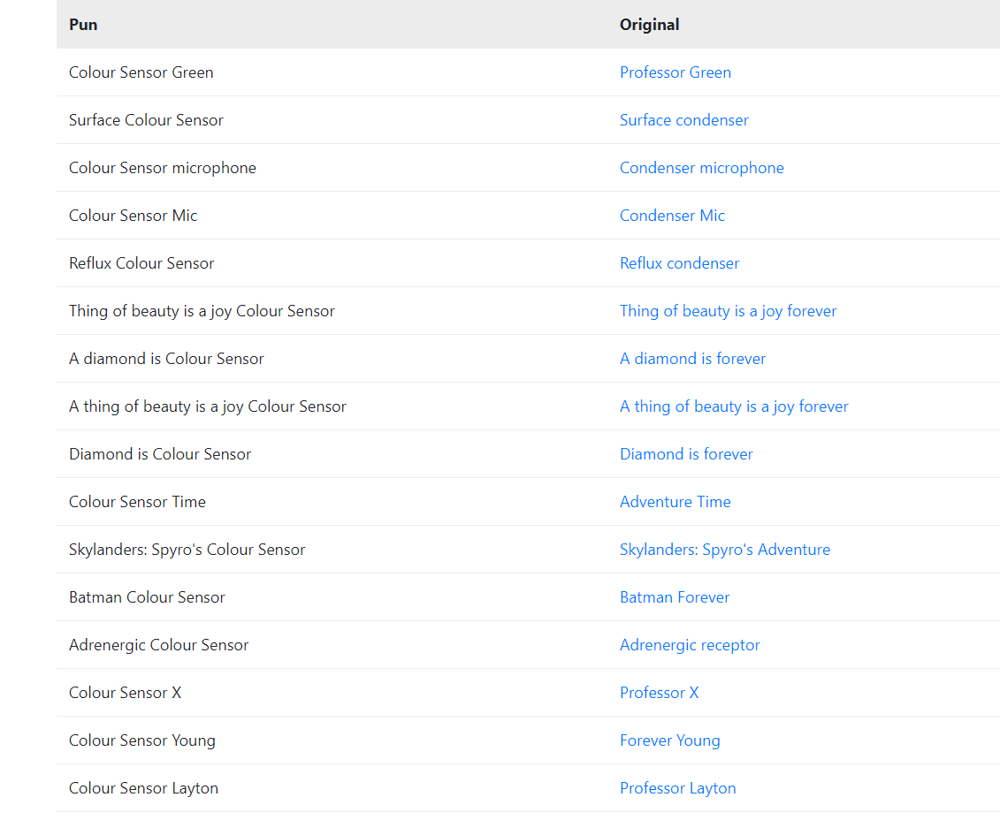 Pun Original
Colour Sensor Green Professor Green
Surface Colour Sensor Surface condenser
Colour Sensor microphone Condenser microphone
Colour Sensor Mic Condenser Mic
Reflux Colour Sensor Reflux condenser
Thing of beauty is a joy Colour Sensor Thing of beauty is a joy forever
A diamond is Colour Sensor A diamond is forever
A thing of beauty is a joy Colour Sensor A thing of beauty is a joy forever
Diamond is Colour Sensor Diamond is forever
Colour Sensor Time Adventure Time
Skylanders: Spyro's Colour Sensor Skylanders: Spyro's Adventure
Batman Colour Sensor Batman Forever
Adrenergic Colour Sensor Adrenergic receptor
Colour Sensor X Professor X
Colour Sensor Young Forever Young
Colour Sensor Layton Professor Layton